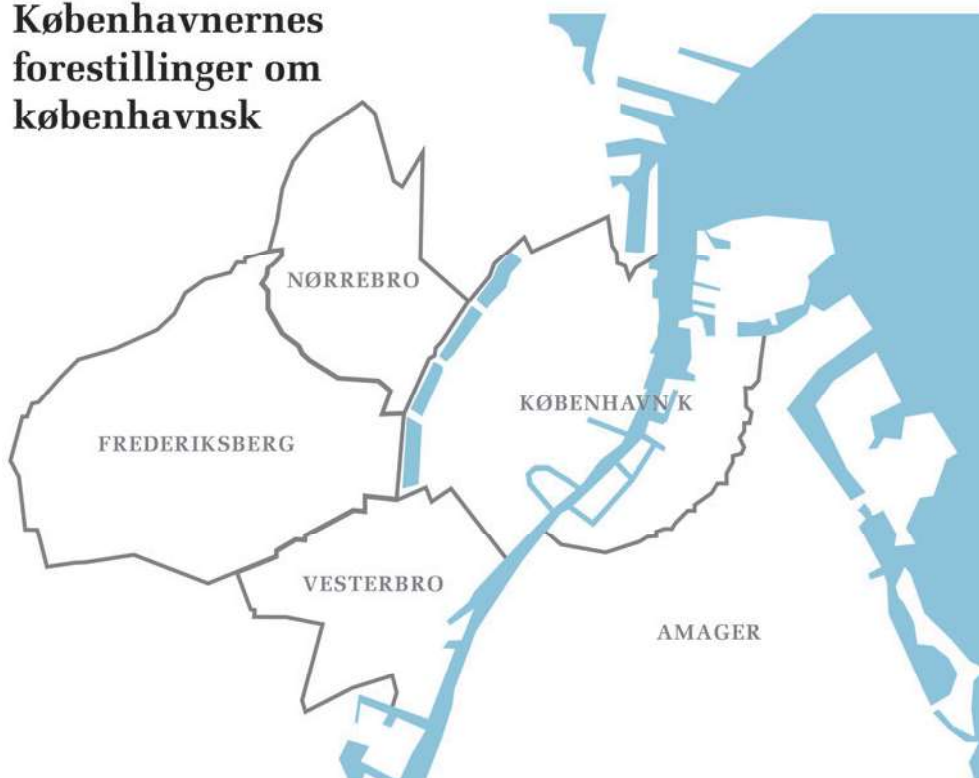 Københavnernes
forestillinger om
københavnsk
NØRREBRO
KØBENHAVN K
FREDERIKSBERG
VESTERBRO
AMAGER